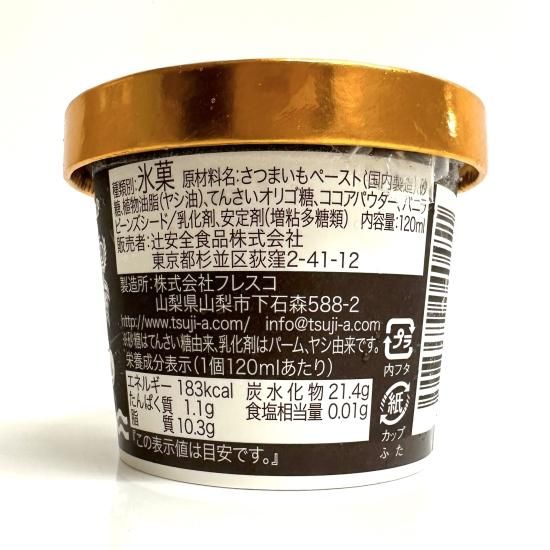 種類別:氷菓 原材料名:さつまいもペースト(国内製造)、砂
糖、植物油脂(ヤシ油)、てんさいオリゴ糖、ココアパウダー、バニラ
ビーンズシード/乳化剤、安定剤(増粘多糖類) 内容量:120ml
販売者:辻安全食品株式会社
東京都杉並区荻窪2-41-12
製造所:株式会社フレスコ
山梨県山梨市下石森588-2
http://www.tsuji-a.com/ info@tsuji-a.com
※砂糖はてんさい糖由来、乳化剤はパーム、ヤシ由来です。
栄養成分表示(1個120mlあたり)
エネルギー 183kcal 炭水化物 21.4g
たんぱく質 1.1g 食塩相当量 0.01g
脂質 10.3g
『この表示値は目安です。』
プラ
内フタ
紙
カップ
ふた